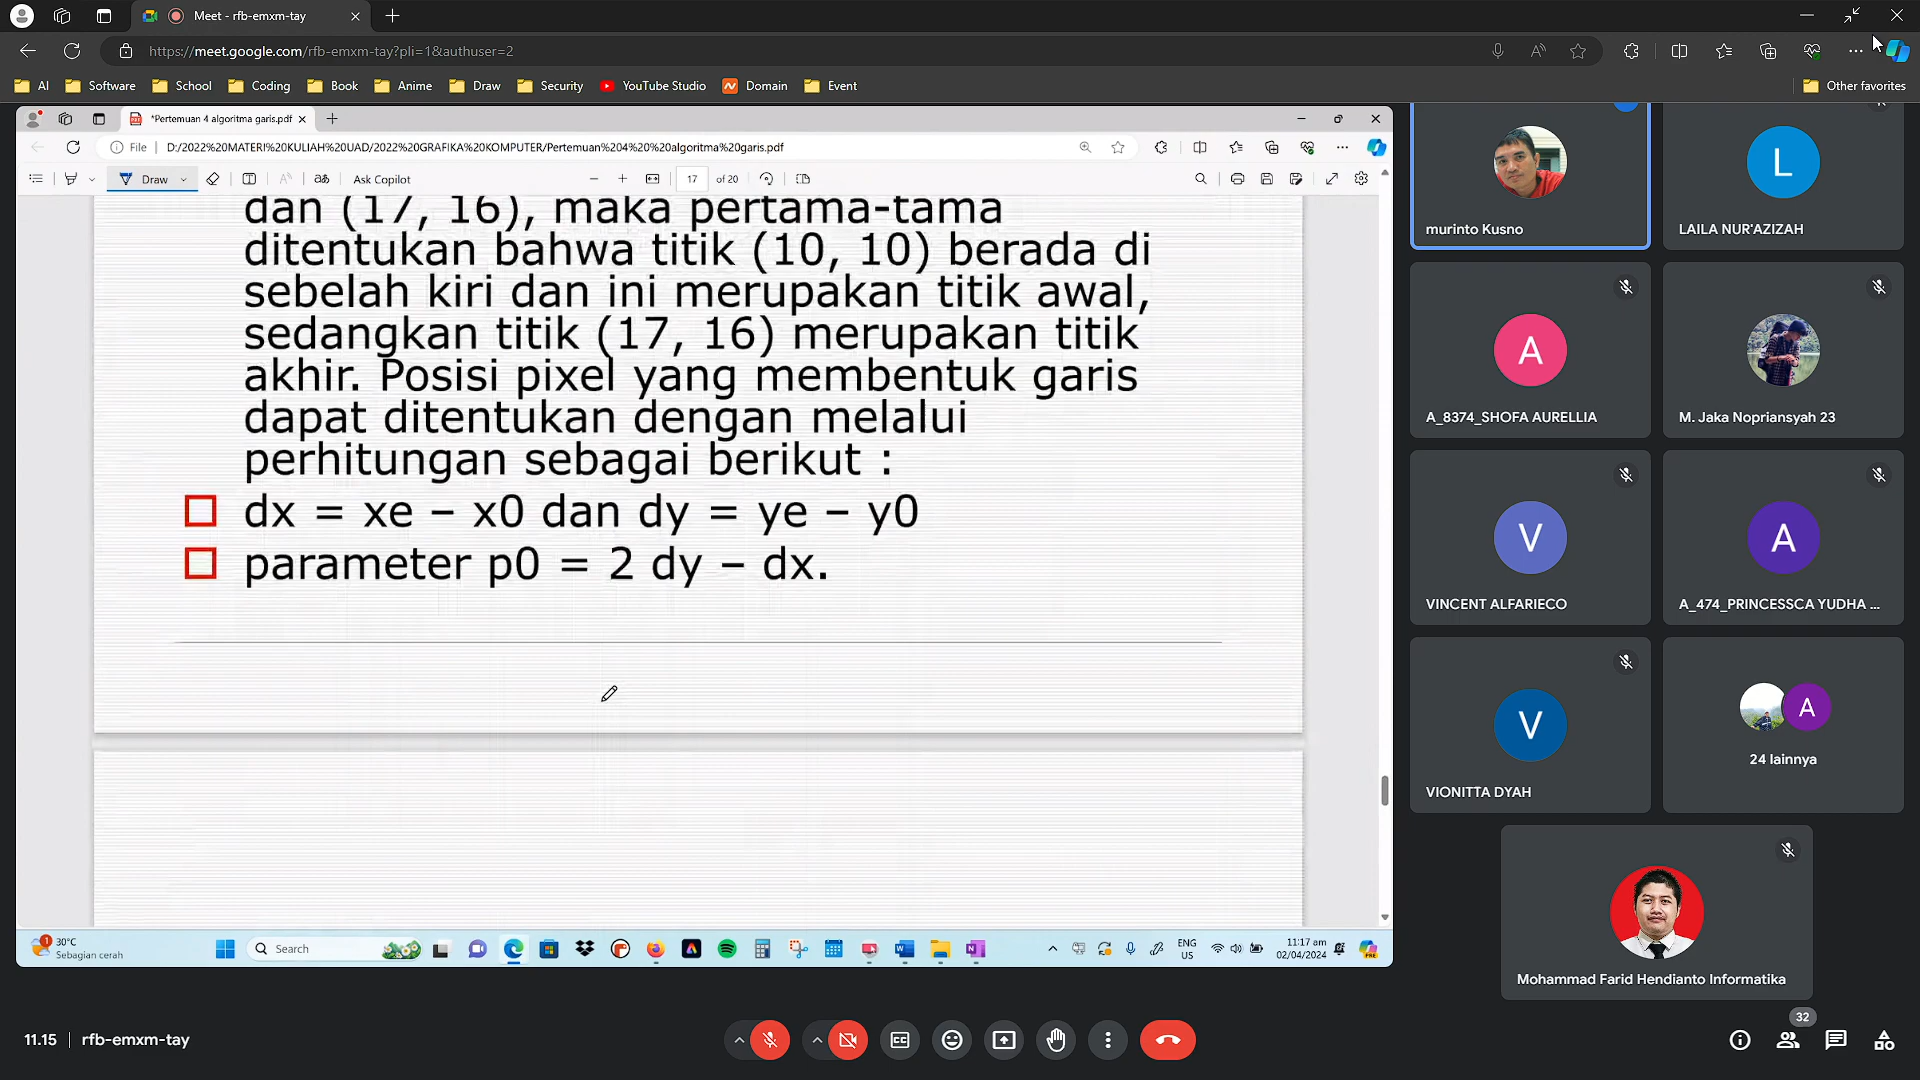 Meet - rfb-emxm-tay
https://meet.google.com/rfb-emxm-tay?pli=1&authuser=2
AI Software School Coding Book Anime Draw Security YouTube Studio Domain Event Other favorites
*Pertemuan 4 algoritma garis.pdf
File D:/2022%20MATERI%20KULIAH%20UAD/2022%20GRAFIKA%20KOMPUTER/Pertemuan%204%20%20algoritma%20garis.pdf
Draw Ask Copilot 17 of 20
dan (17, 16), maka pertama-tama
ditentukan bahwa titik (10, 10) berada di
sebelah kiri dan ini merupakan titik awal,
sedangkan titik (17, 16) merupakan titik
akhir. Posisi pixel yang membentuk garis
dapat ditentukan dengan melalui
perhitungan sebagai berikut :
dx = xe – x0 dan dy = ye – y0
parameter p0 = 2 dy – dx.
1
30°C
Sebagian cerah
Search
ENG
US
11:17 am
02/04/2024
murinto Kusno
L
LAILA NUR'AZIZAH
A
A_8374_SHOFA AURELLIA
M. Jaka Nopriansyah 23
V
VINCENT ALFARIECO
A
A_474_PRINCESSCA YUDHA ...
V
VIONITTA DYAH
A
24 lainnya
Mohammad Farid Hendianto Informatika
11.15 rfb-emxm-tay
32